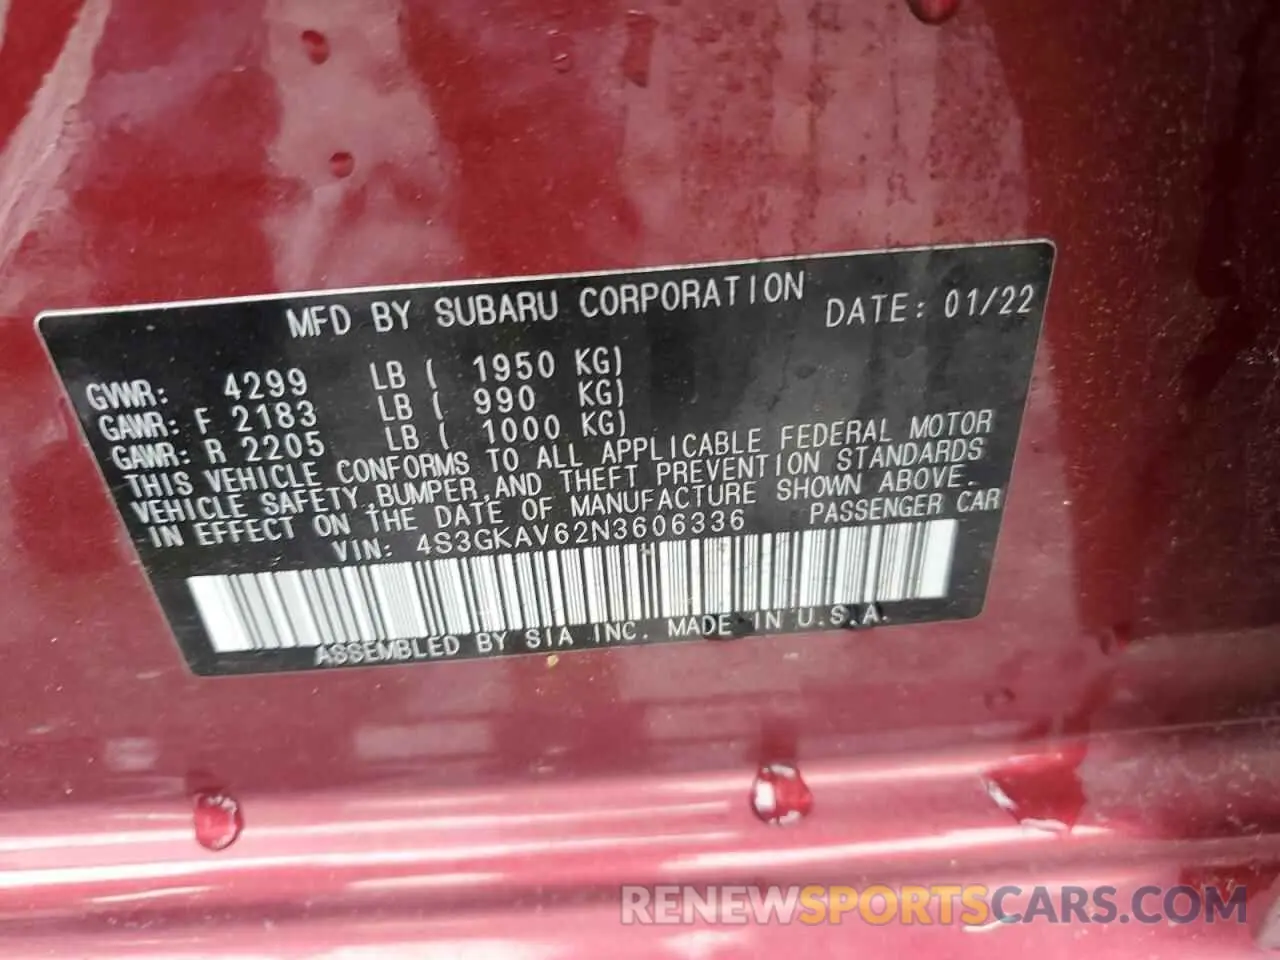 MFD BY SUBARU CORPORATION DATE: 01/22
GVWR: 4299 LB ( 1950 KG)
GAWR: F 2183 LB ( 990 KG)
GAWR: R 2205 LB ( 1000 KG)
THIS VEHICLE CONFORMS TO ALL APPLICABLE FEDERAL MOTOR
VEHICLE SAFETY,BUMPER,AND THEFT PREVENTION STANDARDS
IN EFFECT ON THE DATE OF MANUFACTURE SHOWN ABOVE.
VIN: 4S3GKAV62N3606336 PASSENGER CAR
ASSEMBLED BY SIA INC. MADE IN U.S.A.
RENEWSPORTSCARS.COM